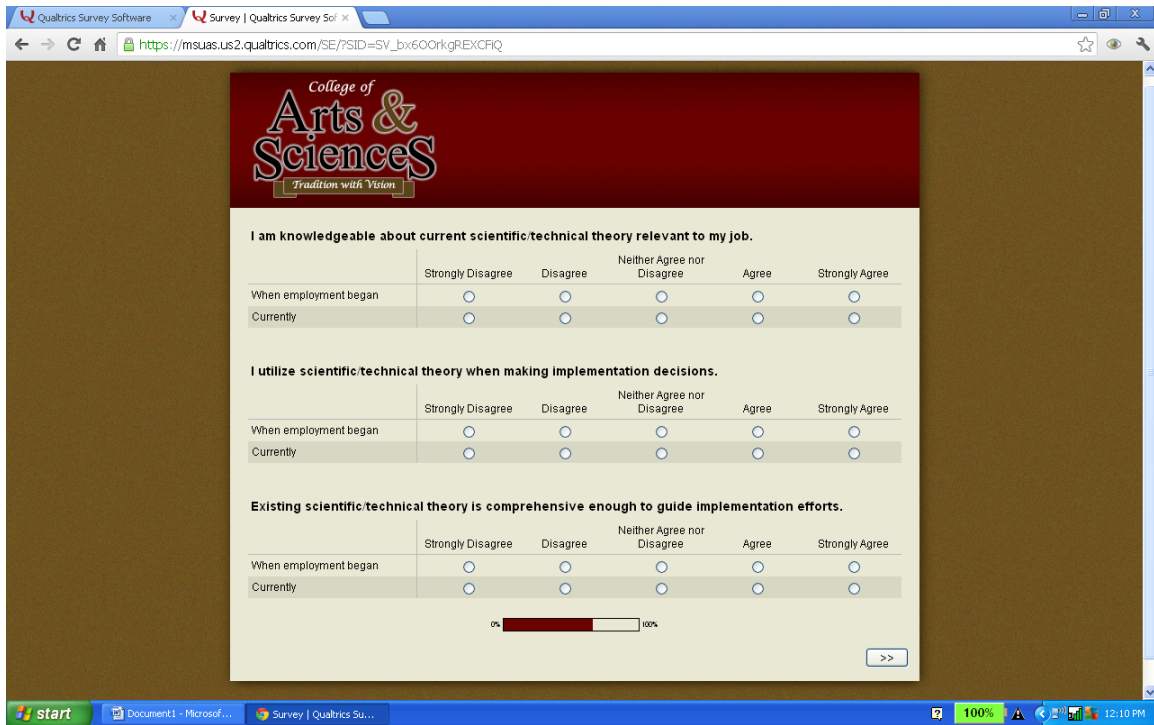 Qualtrics Survey Software
Survey | Qualtrics Survey Sof
https://msuas.us2.qualtrics.com/SE/?SID=SV_bx6OOrkgREXCFiQ
College of
Arts &
Sciences
Tradition with Vision
I am knowledgeable about current scientific/technical theory relevant to my job.
Strongly Disagree Disagree Neither Agree nor Disagree Agree Strongly Agree
When employment began
Currently
I utilize scientific/technical theory when making implementation decisions.
Strongly Disagree Disagree Neither Agree nor Disagree Agree Strongly Agree
When employment began
Currently
Existing scientific/technical theory is comprehensive enough to guide implementation efforts.
Strongly Disagree Disagree Neither Agree nor Disagree Agree Strongly Agree
When employment began
Currently
0% 100%
>>
start Document1 - Microsof... Survey | Qualtrics Su... 100% 12:10 PM